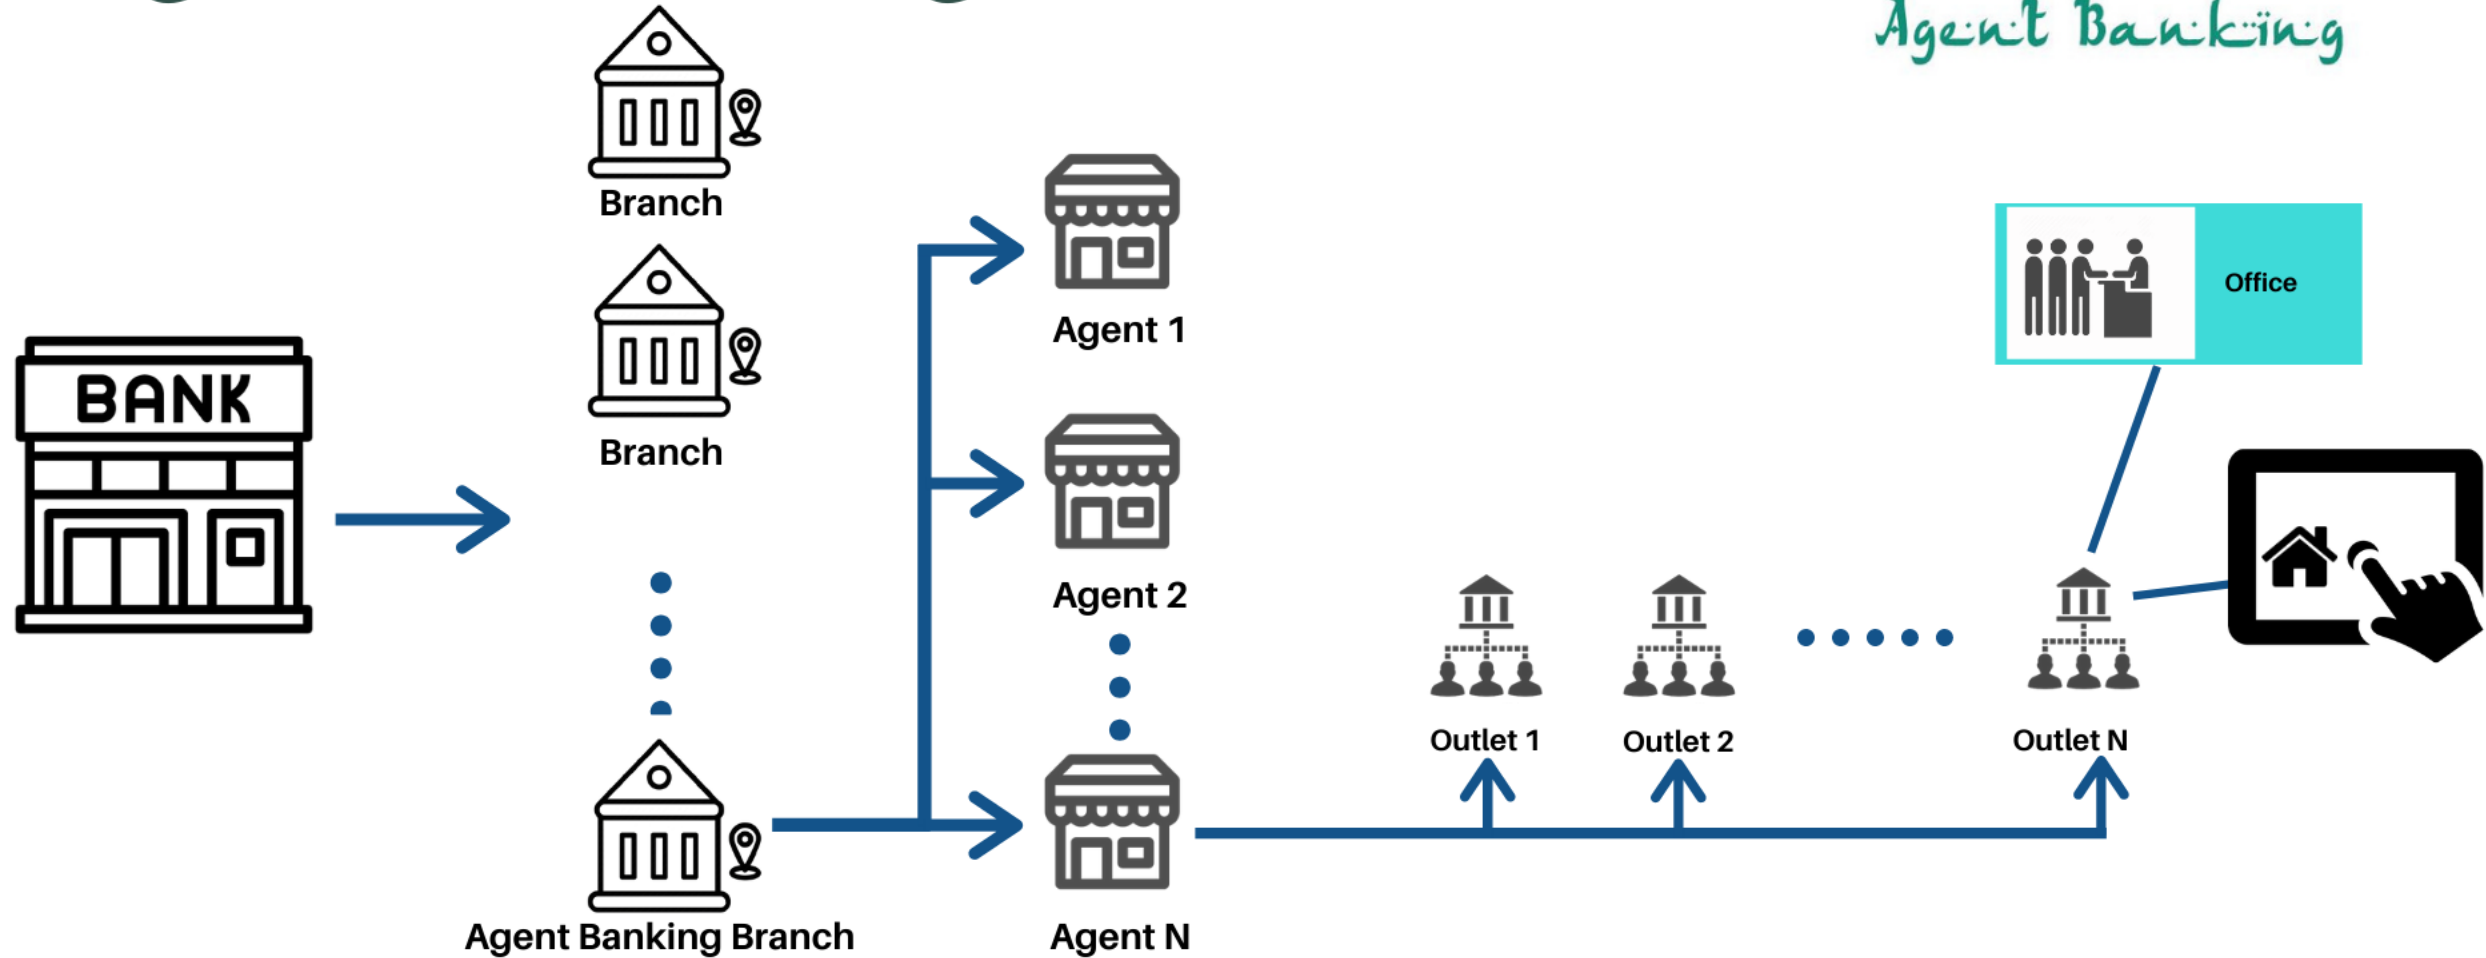 Agent Banking
Branch
Branch
BANK
Agent 1
Agent 2
Office
Outlet 1
Outlet 2
Outlet N
Agent Banking Branch
Agent N